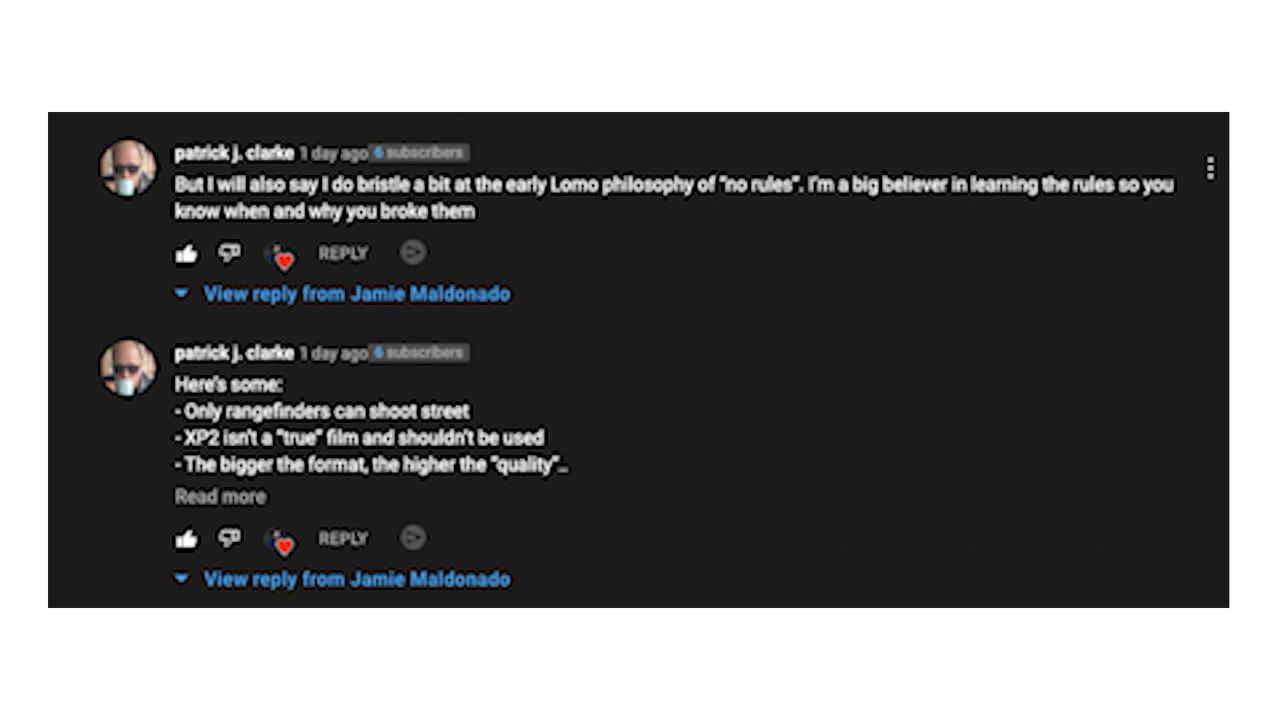 patrick j. clarke 1 day ago 6 subscribers
But I will also say I do bristle a bit at the early Lomo philosophy of "no rules". I'm a big believer in learning the rules so you
know when and why you broke them
REPLY
View reply from Jamie Maldonado
patrick j. clarke 1 day ago 6 subscribers
Here's some:
- Only rangefinders can shoot street
- XP2 isn't a "true" film and shouldn't be used
- The bigger the format, the higher the "quality"...
Read more
REPLY
View reply from Jamie Maldonado